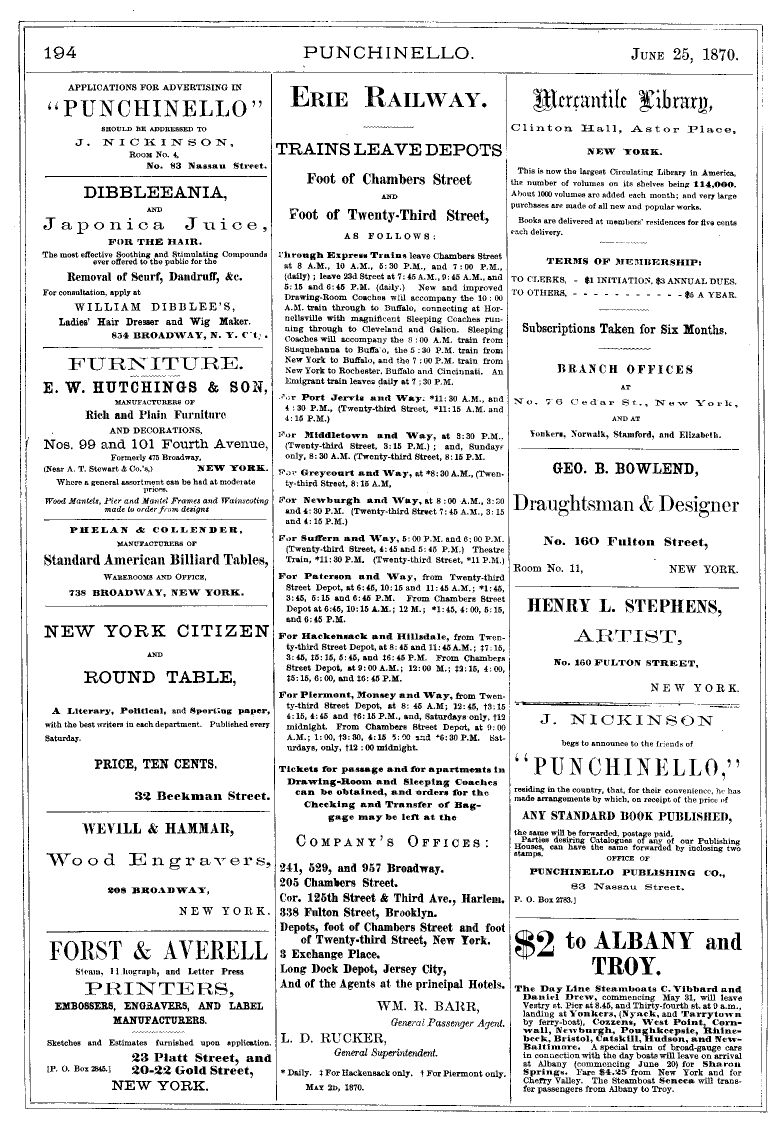 194 PUNCHINELLO. JUNE 25, 1870.
APPLICATIONS FOR ADVERTISING IN
"PUNCHINELLO"
SHOULD BE ADDRESSED TO
J. NICKINSON,
ROOM No. 4,
No. 83 Nassau Street.
DIBBLEEANIA,
AND
Japonica Juice,
FOR THE HAIR.
The most effective Soothing and Stimulating Compounds
ever offered to the public for the
Removal of Scurf, Dandruff, &c.
For consultation, apply at
WILLIAM DIBBLEE'S,
Ladies' Hair Dresser and Wig Maker.
854 BROADWAY, N. Y. City.
FURNITURE.
E. W. HUTCHINGS & SON,
MANUFACTURERS OF
Rich and Plain Furniture
AND DECORATIONS,
Nos. 99 and 101 Fourth Avenue,
Formerly 475 Broadway,
(Near A. T. Stewart & Co.'s,) NEW YORK.
Where a general assortment can be had at moderate
prices.
Wood Mantels, Pier and Mantel Frames and Wainscoting
made to order from designs
PHELAN & COLLENDER,
MANUFACTURERS OF
Standard American Billiard Tables,
WAREROOMS AND OFFICE,
738 BROADWAY, NEW YORK.
NEW YORK CITIZEN
AND
ROUND TABLE,
A Literary, Political, and Sporting paper,
with the best writers in each department. Published every
Saturday.
PRICE, TEN CENTS.
32 Beekman Street.
WEVILL & HAMMAR,
Wood Engravers,
208 BROADWAY,
NEW YORK.
FORST & AVERELL
Steam, Lithograph, and Letter Press
PRINTERS,
EMBOSSERS, ENGRAVERS, AND LABEL
MANUFACTURERS.
Sketches and Estimates furnished upon application.
23 Platt Street, and
[P. O. Box 2845.] 20-22 Gold Street,
NEW YORK.
ERIE RAILWAY.
TRAINS LEAVE DEPOTS
Foot of Chambers Street
AND
Foot of Twenty-Third Street,
AS FOLLOWS:
Through Express Trains leave Chambers Street
at 8 A.M., 10 A.M., 5:30 P.M., and 7:00 P.M.,
(daily); leave 23d Street at 7:45 A.M., 9:45 A.M., and
5:15 and 6:45 P.M. (daily.) New and improved
Drawing-Room Coaches will accompany the 10:00
A.M. train through to Buffalo, connecting at Hor-
nellsville with magnificent Sleeping Coaches run-
ning through to Cleveland and Galion. Sleeping
Coaches will accompany the 8:00 A.M. train from
Susquehanna to Buffalo, the 5:30 P.M. train from
New York to Buffalo, and the 7:00 P.M. train from
New York to Rochester, Buffalo and Cincinnati. An
Emigrant train leaves daily at 7:30 P.M.
For Port Jervis and Way, *11:30 A.M., and
4:30 P.M., (Twenty-third Street, *11:15 A.M. and
4:15 P.M.)
For Middletown and Way, at 3:30 P.M.,
(Twenty-third Street, 3:15 P.M.); and, Sundays
only, 8:30 A.M. (Twenty-third Street, 8:15 P.M.
For Greycourt and Way, at *8:30 A.M., (Twen-
ty-third Street, 8:15 A.M,
For Newburgh and Way, at 8:00 A.M., 3:30
and 4:30 P.M. (Twenty-third Street 7:45 A.M., 3:15
and 4:15 P.M.)
For Suffern and Way, 5:00 P.M. and 6:00 P.M.
(Twenty-third Street, 4:45 and 5:45 P.M.) Theatre
Train, *11:30 P.M. (Twenty-third Street, *11 P.M.)
For Paterson and Way, from Twenty-third
Street Depot, at 6:45, 10:15 and 11:45 A.M.; *1:45,
3:45, 5:15 and 6:45 P.M. From Chambers Street
Depot at 6:45, 10:15 A.M.; 12 M.; *1:45, 4:00, 5:15,
and 6:45 P.M.
For Hackensack and Hillsdale, from Twen-
ty-third Street Depot, at 8:45 and 11:45 A.M.; ‡7:15,
3:45, ‡5:15, 5:45, and ‡6:45 P.M. From Chambers
Street Depot, at 9:00 A.M.; 12:00 M.; ‡2:15, 4:00,
‡5:15, 6:00, and ‡6:45 P.M.
For Piermont, Monsey and Way, from Twen-
ty-third Street Depot, at 8:45 A.M; 12:45, †3:15
4:15, 4:45 and †6:15 P.M., and, Saturdays only, †12
midnight. From Chambers Street Depot, at 9:00
A.M.; 1:00, †3:30, 4:15 5:00 and †6:30 P.M. Sat-
urdays, only, †12:00 midnight.
Tickets for passage and for apartments in
Drawing-Room and Sleeping Coaches
can be obtained, and orders for the
Checking and Transfer of Bag-
gage may be left at the
COMPANY'S OFFICES:
241, 529, and 957 Broadway.
205 Chambers Street.
Cor. 125th Street & Third Ave., Harlem.
338 Fulton Street, Brooklyn.
Depots, foot of Chambers Street and foot
of Twenty-third Street, New York.
3 Exchange Place.
Long Dock Depot, Jersey City,
And of the Agents at the principal Hotels.
WM. R. BARR,
General Passenger Agent.
L. D. RUCKER,
General Superintendent.
* Daily. ‡ For Hackensack only. † For Piermont only.
MAY 2D, 1870.
Mercantile Library,
Clinton Hall, Astor Place,
NEW YORK.
This is now the largest Circulating Library in America,
the number of volumes on its shelves being 114,000.
About 1000 volumes are added each month; and very large
purchases are made of all new and popular works.
Books are delivered at members' residences for five cents
each delivery.
TERMS OF MEMBERSHIP:
TO CLERKS, - $1 INITIATION, $3 ANNUAL DUES.
TO OTHERS, - - - - - - - - - - - $5 A YEAR.
Subscriptions Taken for Six Months.
BRANCH OFFICES
AT
No. 76 Cedar St., New York,
AND AT
Yonkers, Norwalk, Stamford, and Elizabeth.
GEO. B. BOWLEND,
Draughtsman & Designer
No. 160 Fulton Street,
Room No. 11, NEW YORK.
HENRY L. STEPHENS,
ARTIST,
No. 160 FULTON STREET,
NEW YORK.
J. NICKINSON
begs to announce to the friends of
"PUNCHINELLO,"
residing in the country, that, for their convenience, he has
made arrangements by which, on receipt of the price of
ANY STANDARD BOOK PUBLISHED,
the same will be forwarded, postage paid.
Parties desiring Catalogues of any of our Publishing
Houses, can have the same forwarded by inclosing two
stamps.
OFFICE OF
PUNCHINELLO PUBLISHING CO.,
83 Nassau Street.
P. O. Box 2783.]
$2 to ALBANY and
TROY.
The Day Line Steamboats C. Vibbard and
Daniel Drew, commencing May 31, will leave
Vestry st. Pier at 8.45, and Thirty-fourth st. at 9 a.m.,
landing at Yonkers, (Nyack, and Tarrytown
by ferry-boat), Cozzens, West Point, Corn-
wall, Newburgh, Poughkeepsie, Rhine-
beck, Bristol, Catskill, Hudson, and New-
Baltimore. A special train of broad-gauge cars
in connection with the day boats will leave on arrival
at Albany (commencing June 20) for Sharon
Springs. Fare $4.25 from New York and for
Cherry Valley. The Steamboat Seneca will trans-
fer passengers from Albany to Troy.